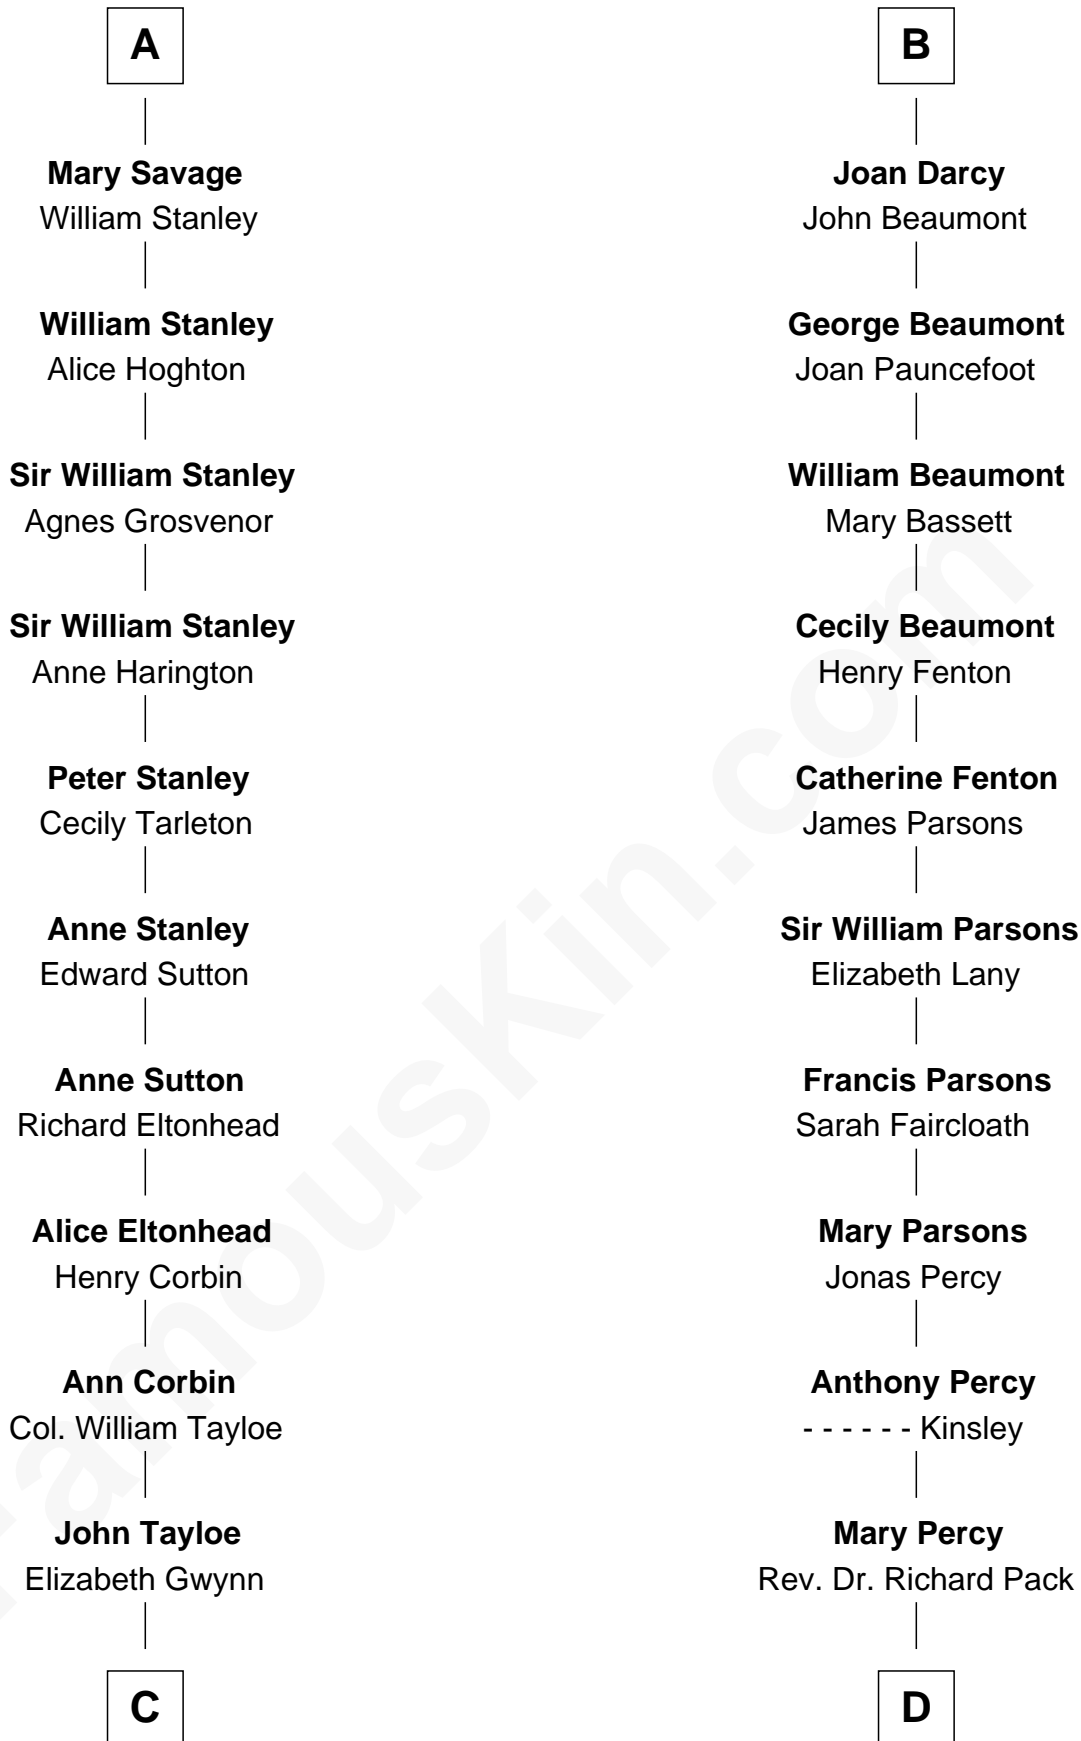 A
Mary Savage
William Stanley
William Stanley
Alice Hoghton
Sir William Stanley
Agnes Grosvenor
Sir William Stanley
Anne Harington
Peter Stanley
Cecily Tarleton
Anne Stanley
Edward Sutton
Anne Sutton
Richard Eltonhead
Alice Eltonhead
Henry Corbin
Ann Corbin
Col. William Tayloe
John Tayloe
Elizabeth Gwynn
C
B
Joan Darcy
John Beaumont
George Beaumont
Joan Pauncefoot
William Beaumont
Mary Bassett
Cecily Beaumont
Henry Fenton
Catherine Fenton
James Parsons
Sir William Parsons
Elizabeth Lany
Francis Parsons
Sarah Faircloath
Mary Parsons
Jonas Percy
Anthony Percy
- - - - - - Kinsley
Mary Percy
Rev. Dr. Richard Pack
D
FamousKin.com